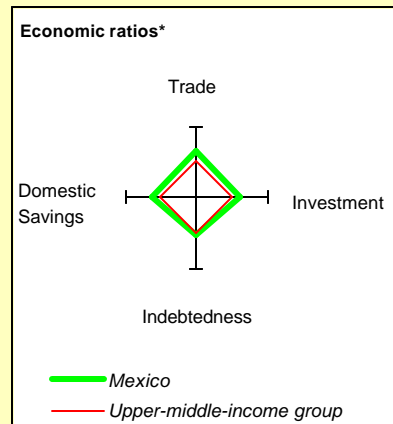 Economic ratios*
Trade
Domestic
Savings
Investment
Indebtedness
Mexico
Upper-middle-income group